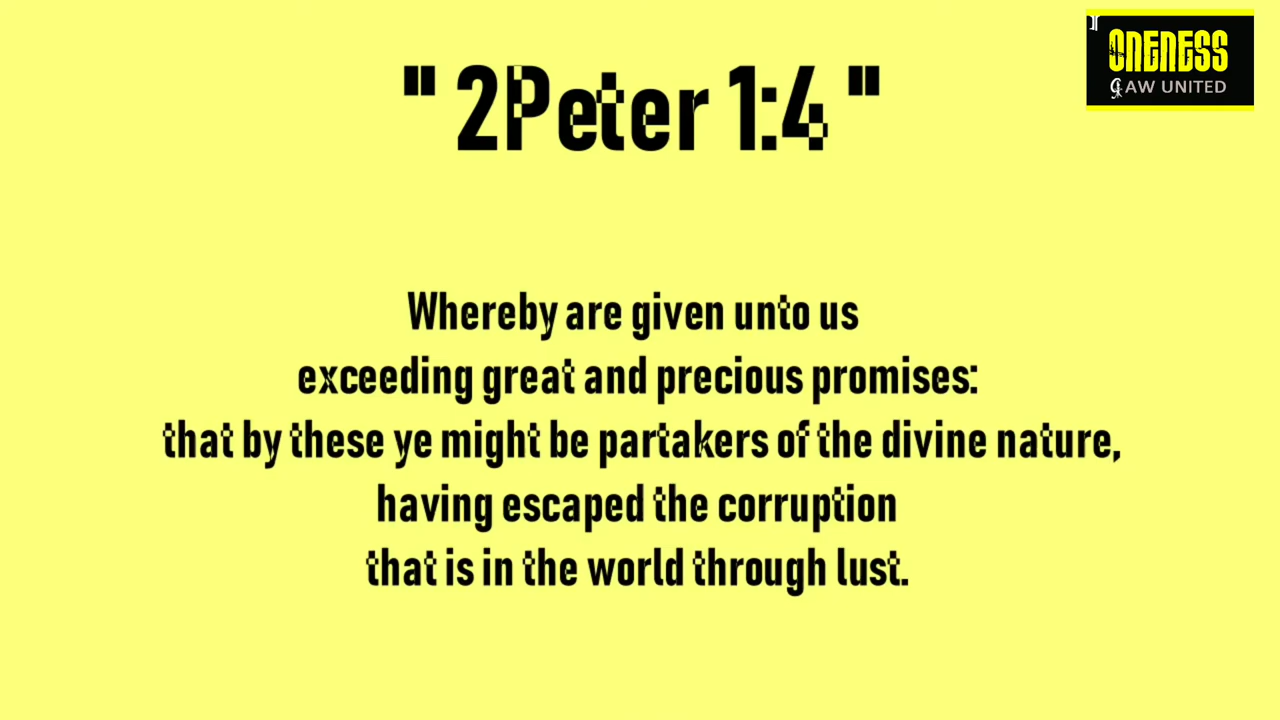 " 2Peter 1:4 "
ONENESS
LAW UNITED
Whereby are given unto us
exceeding great and precious promises:
that by these ye might be partakers of the divine nature,
having escaped the corruption
that is in the world through lust.